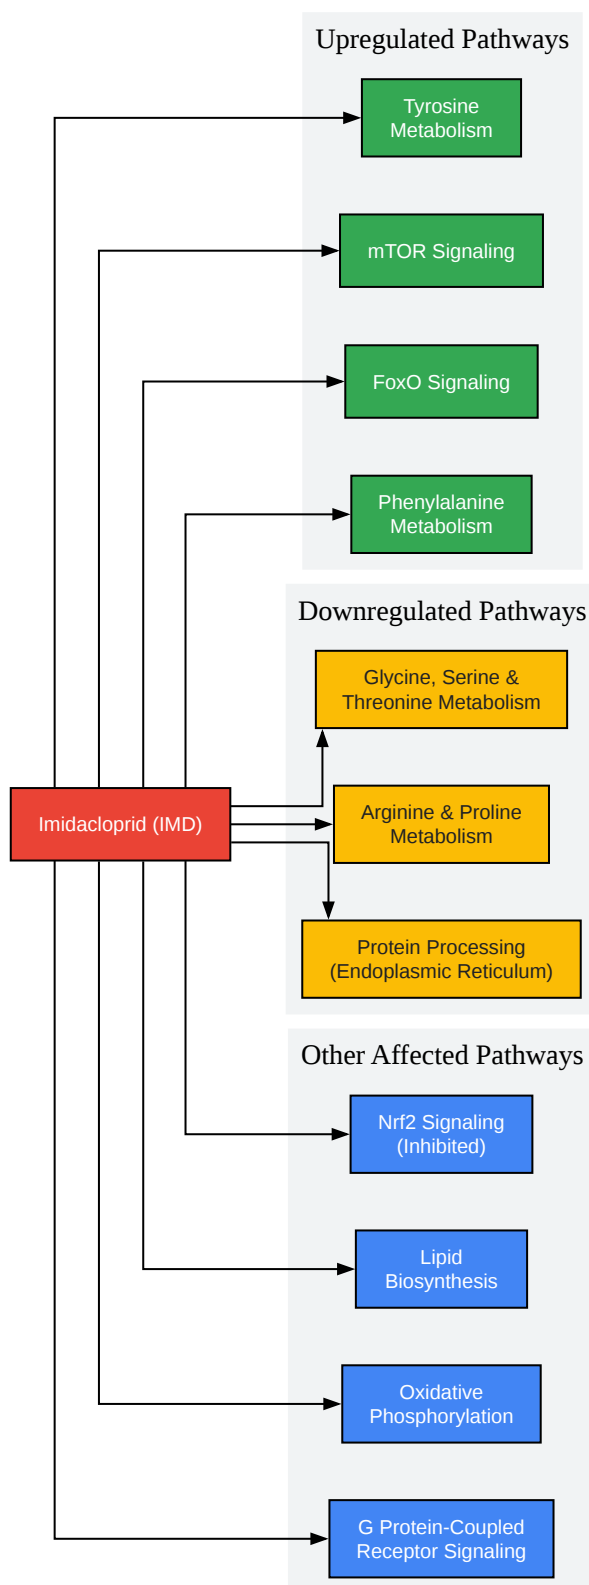 Upregulated Pathways
Tyrosine
Metabolism
mTOR Signaling
FoxO Signaling
Phenylalanine
Metabolism
Downregulated Pathways
Glycine, Serine &
Threonine Metabolism
Imidacloprid (IMD)
Arginine & Proline
Metabolism
Protein Processing
(Endoplasmic Reticulum)
Other Affected Pathways
Nrf2 Signaling
(Inhibited)
Lipid
Biosynthesis
Oxidative
Phosphorylation
G Protein-Coupled
Receptor Signaling